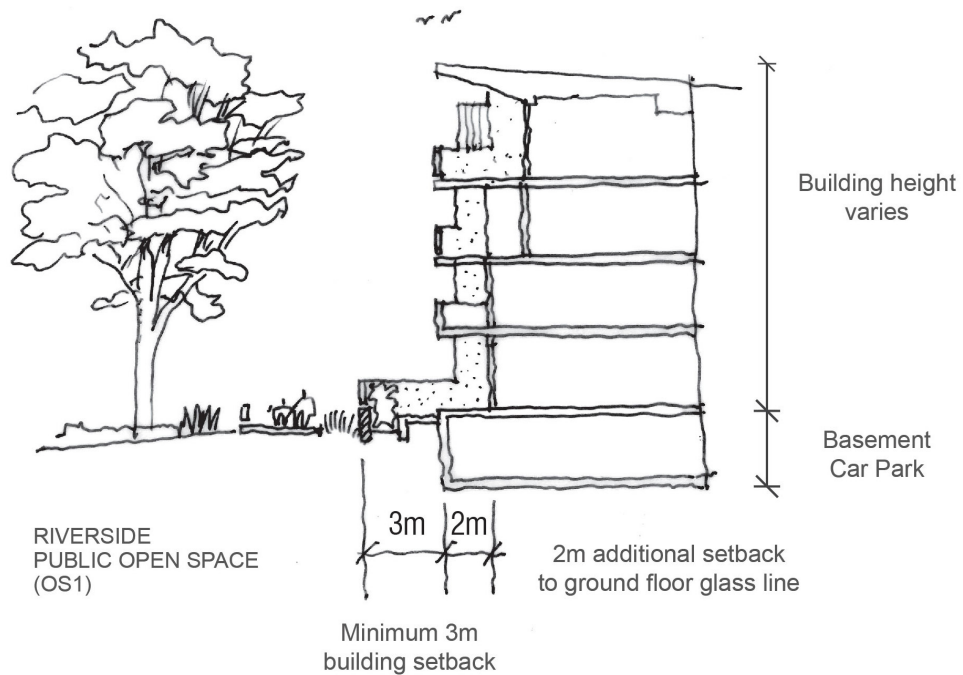 Building height
varies
Basement
Car Park
3m
2m
RIVERSIDE
PUBLIC OPEN SPACE
(OS1)
2m additional setback
to ground floor glass line
Minimum 3m
building setback